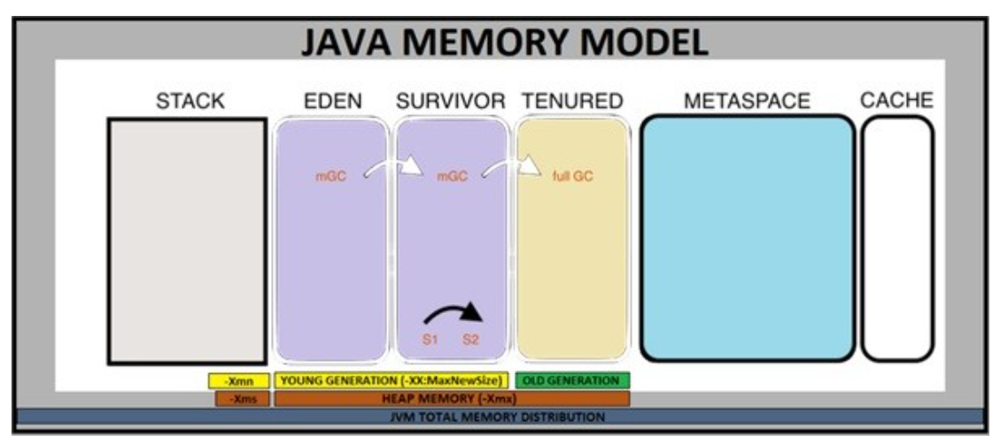 JAVA MEMORY MODEL
STACK EDEN SURVIVOR TENURED METASPACE CACHE
mGC mGC full GC
S1 S2
-Xmn YOUNG GENERATION (-XX:MaxNewSize) OLD GENERATION
-Xms HEAP MEMORY (-Xmx)
JVM TOTAL MEMORY DISTRIBUTION